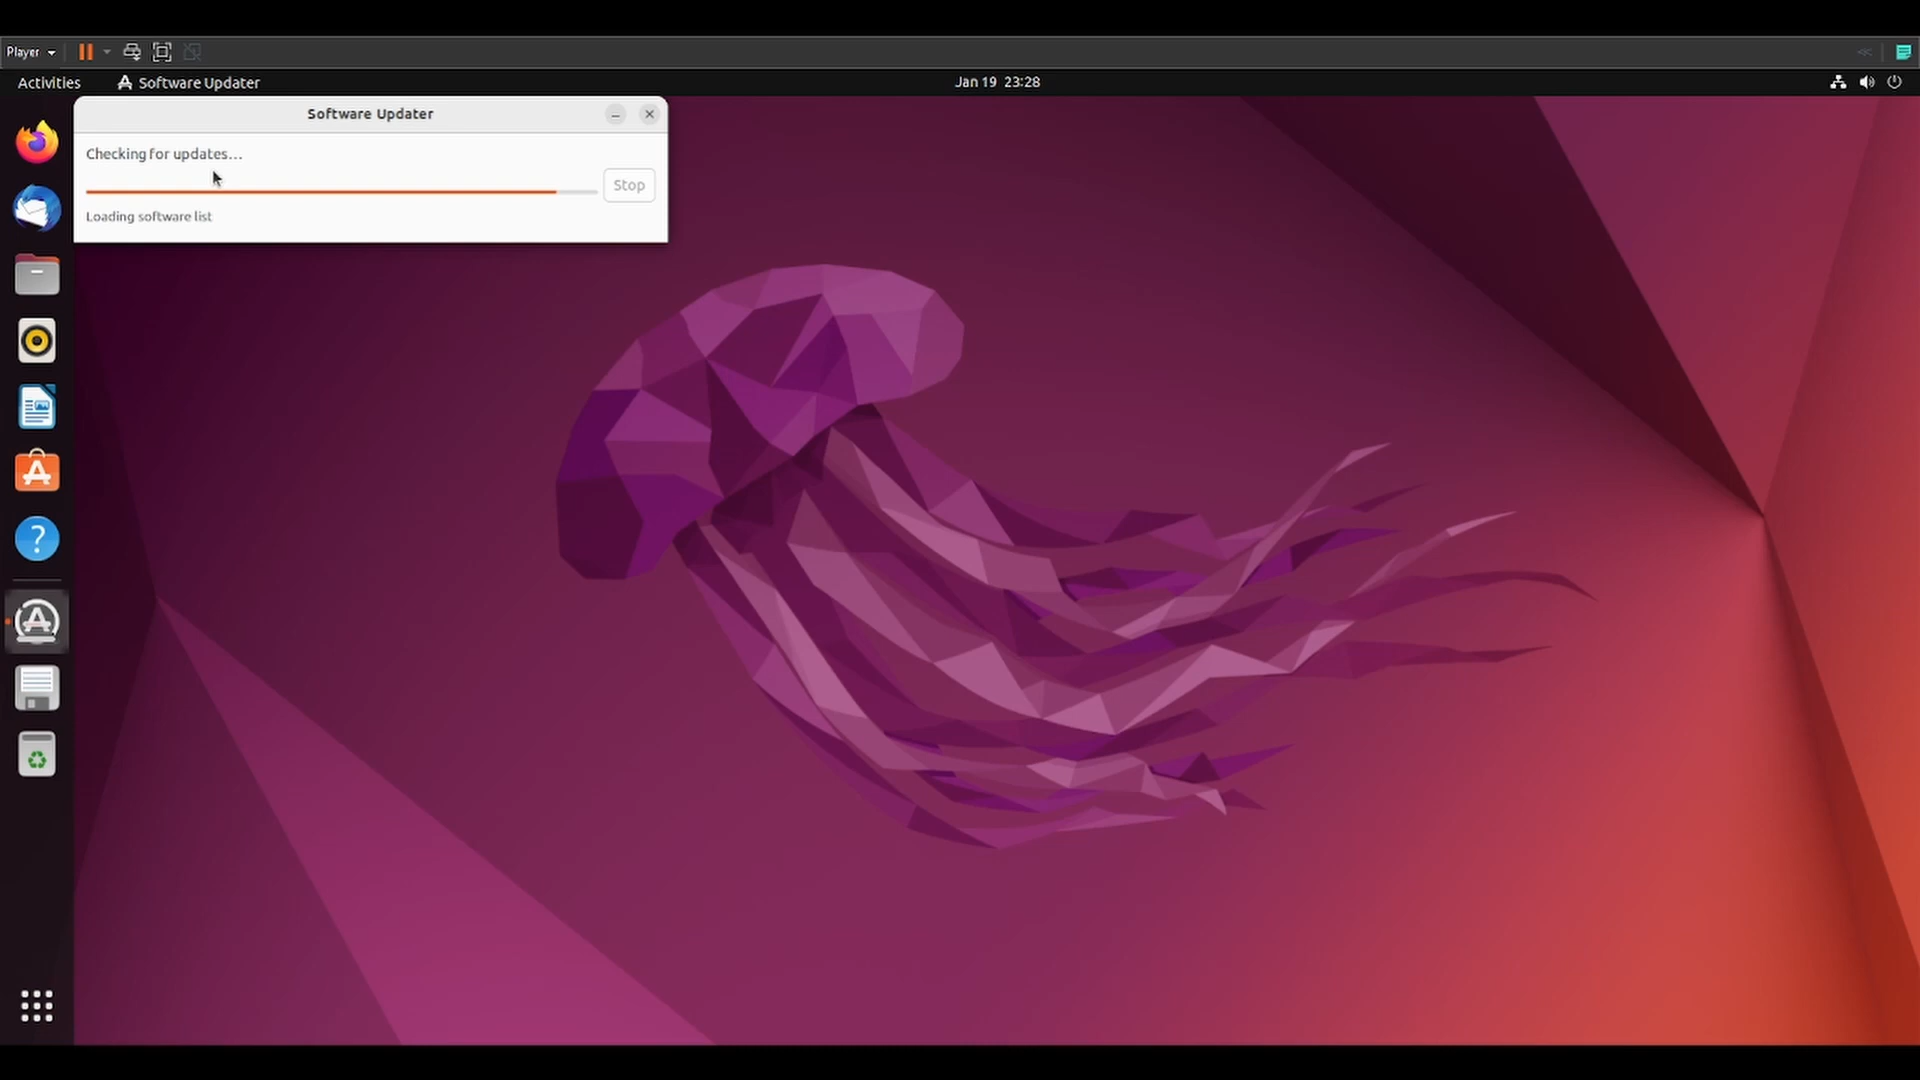 Player
Activities
Software Updater
Jan 19 23:28
Software Updater
Checking for updates...
Stop
Loading software list